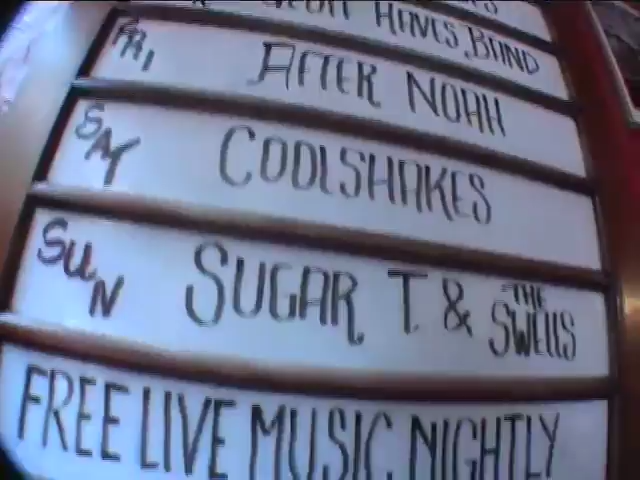 HAYES BAND
FRI AFTER NOAH
SAT COOLSHAKES
SUN SUGAR T. & THE SWELLS
FREE LIVE MUSIC NIGHTLY